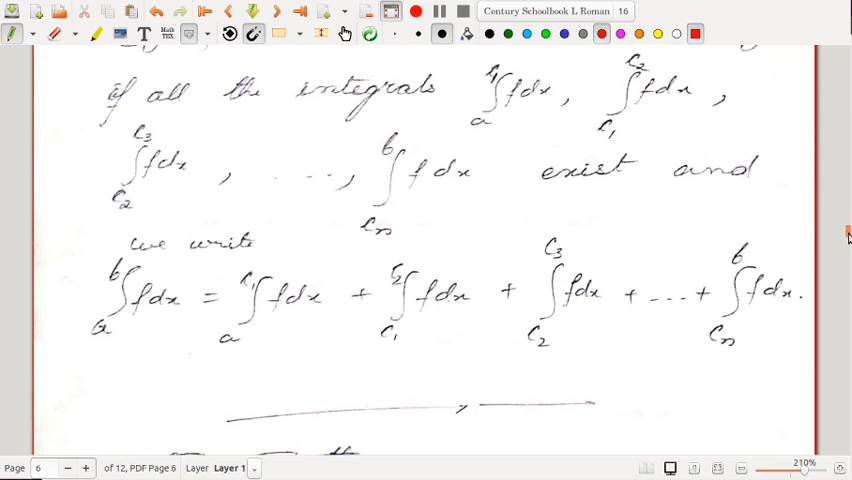 Century Schoolbook L Roman 16
if all the integrals ∫_a^{c_1} f dx, ∫_{c_1}^{c_2} f dx,
∫_{c_2}^{c_3} f dx, ...., ∫_{c_n}^b f dx exist and
we write
∫_a^b f dx = ∫_a^{c_1} f dx + ∫_{c_1}^{c_2} f dx + ∫_{c_2}^{c_3} f dx + ... + ∫_{c_n}^b f dx.
the
Page 6 of 12, PDF Page 6 Layer Layer 1 210%